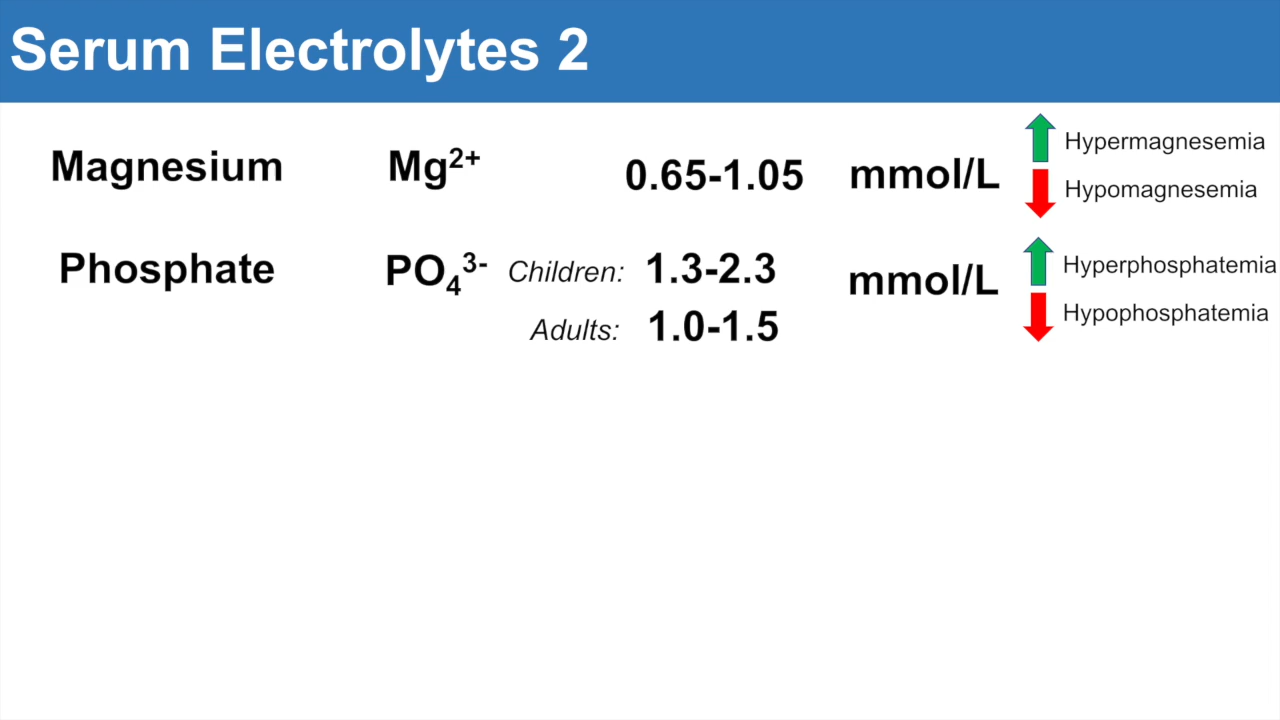 Serum Electrolytes 2
Magnesium Mg²⁺ 0.65-1.05 mmol/L
Hypermagnesemia
Hypomagnesemia
Phosphate PO₄³⁻ Children: 1.3-2.3 mmol/L
Adults: 1.0-1.5
Hyperphosphatemia
Hypophosphatemia